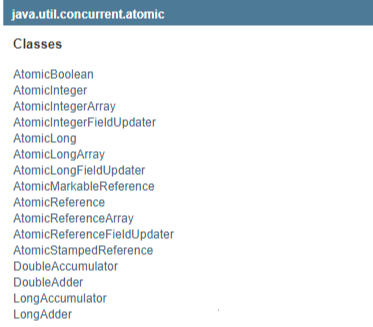 java.util.concurrent.atomic
Classes
AtomicBoolean
AtomicInteger
AtomicIntegerArray
AtomicIntegerFieldUpdater
AtomicLong
AtomicLongArray
AtomicLongFieldUpdater
AtomicMarkableReference
AtomicReference
AtomicReferenceArray
AtomicReferenceFieldUpdater
AtomicStampedReference
DoubleAccumulator
DoubleAdder
LongAccumulator
LongAdder